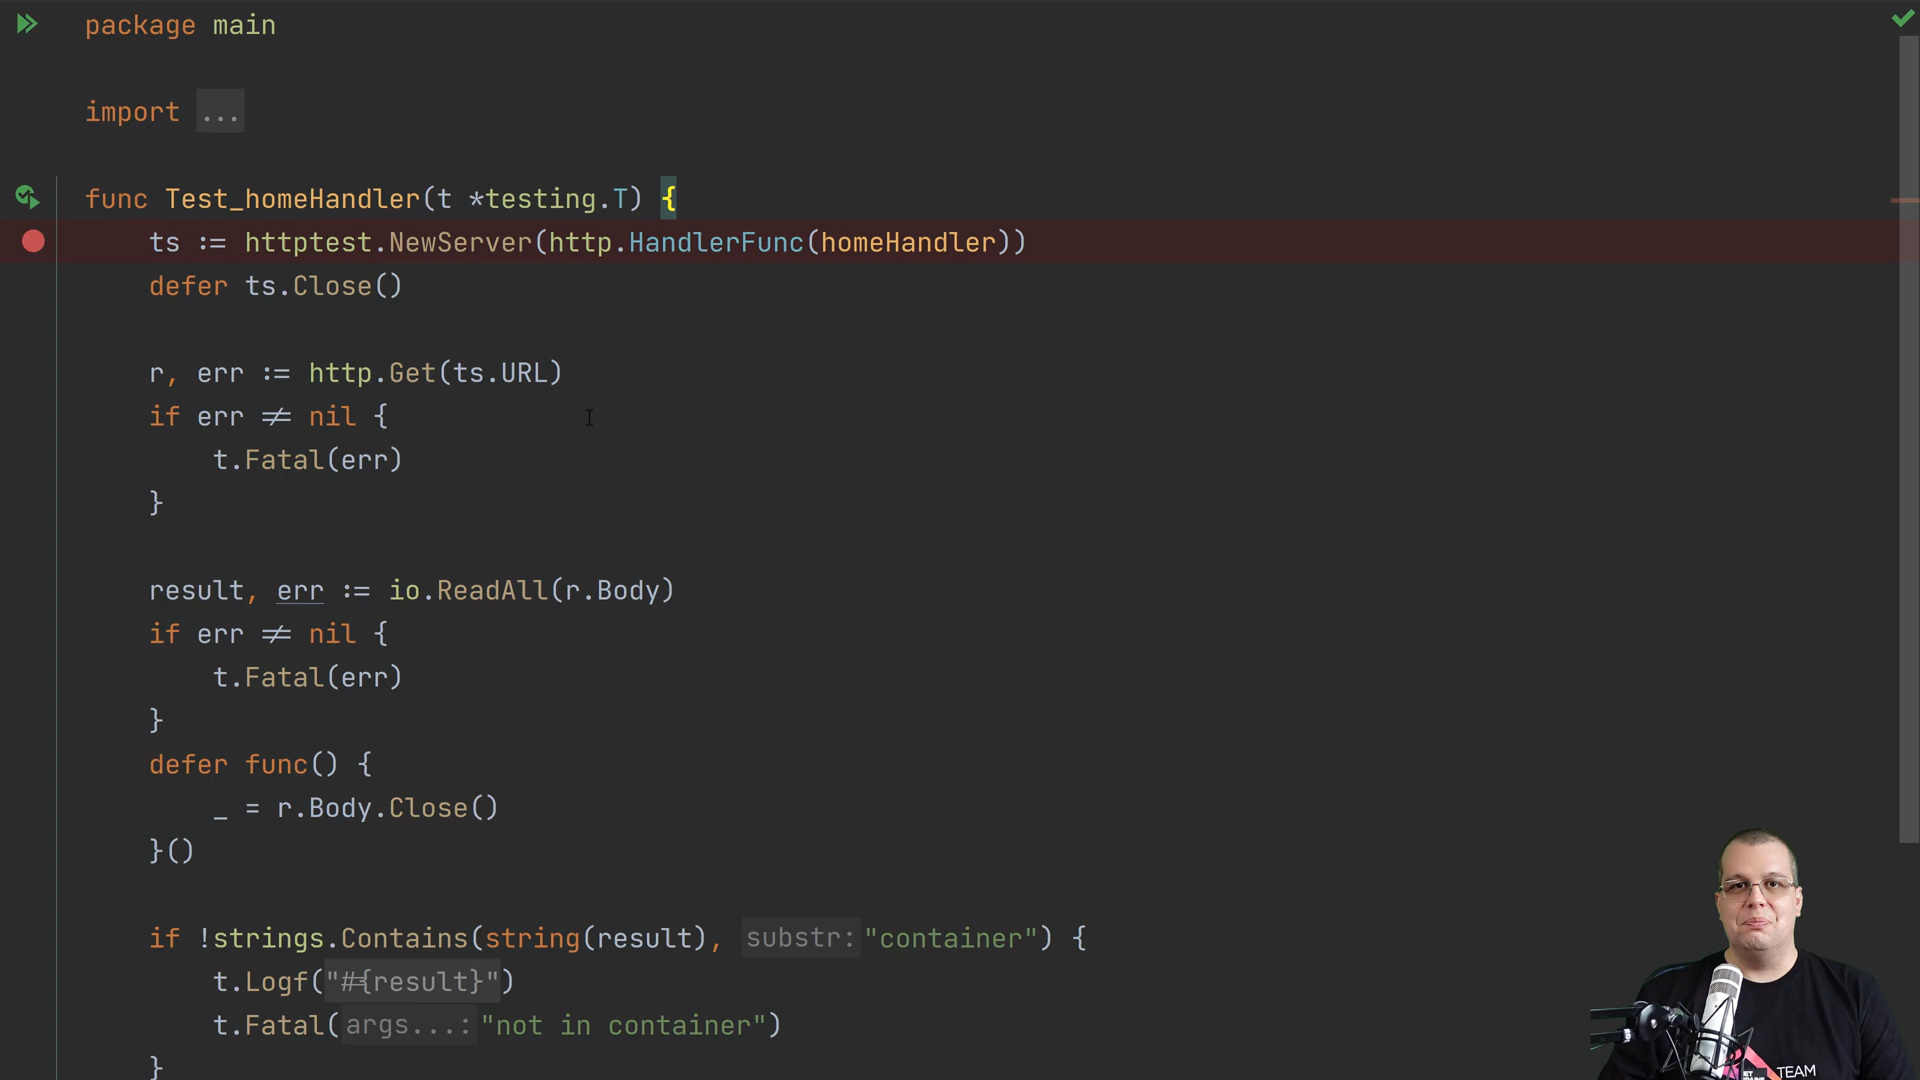 package main
import ...
func Test_homeHandler(t *testing.T) {
ts := httptest.NewServer(http.HandlerFunc(homeHandler))
defer ts.Close()
r, err := http.Get(ts.URL)
if err ≠ nil {
t.Fatal(err)
}
result, err := io.ReadAll(r.Body)
if err ≠ nil {
t.Fatal(err)
}
defer func() {
_ = r.Body.Close()
}()
if !strings.Contains(string(result), substr: "container") {
t.Logf("#{result}")
t.Fatal(args...: "not in container")
}
TEAM